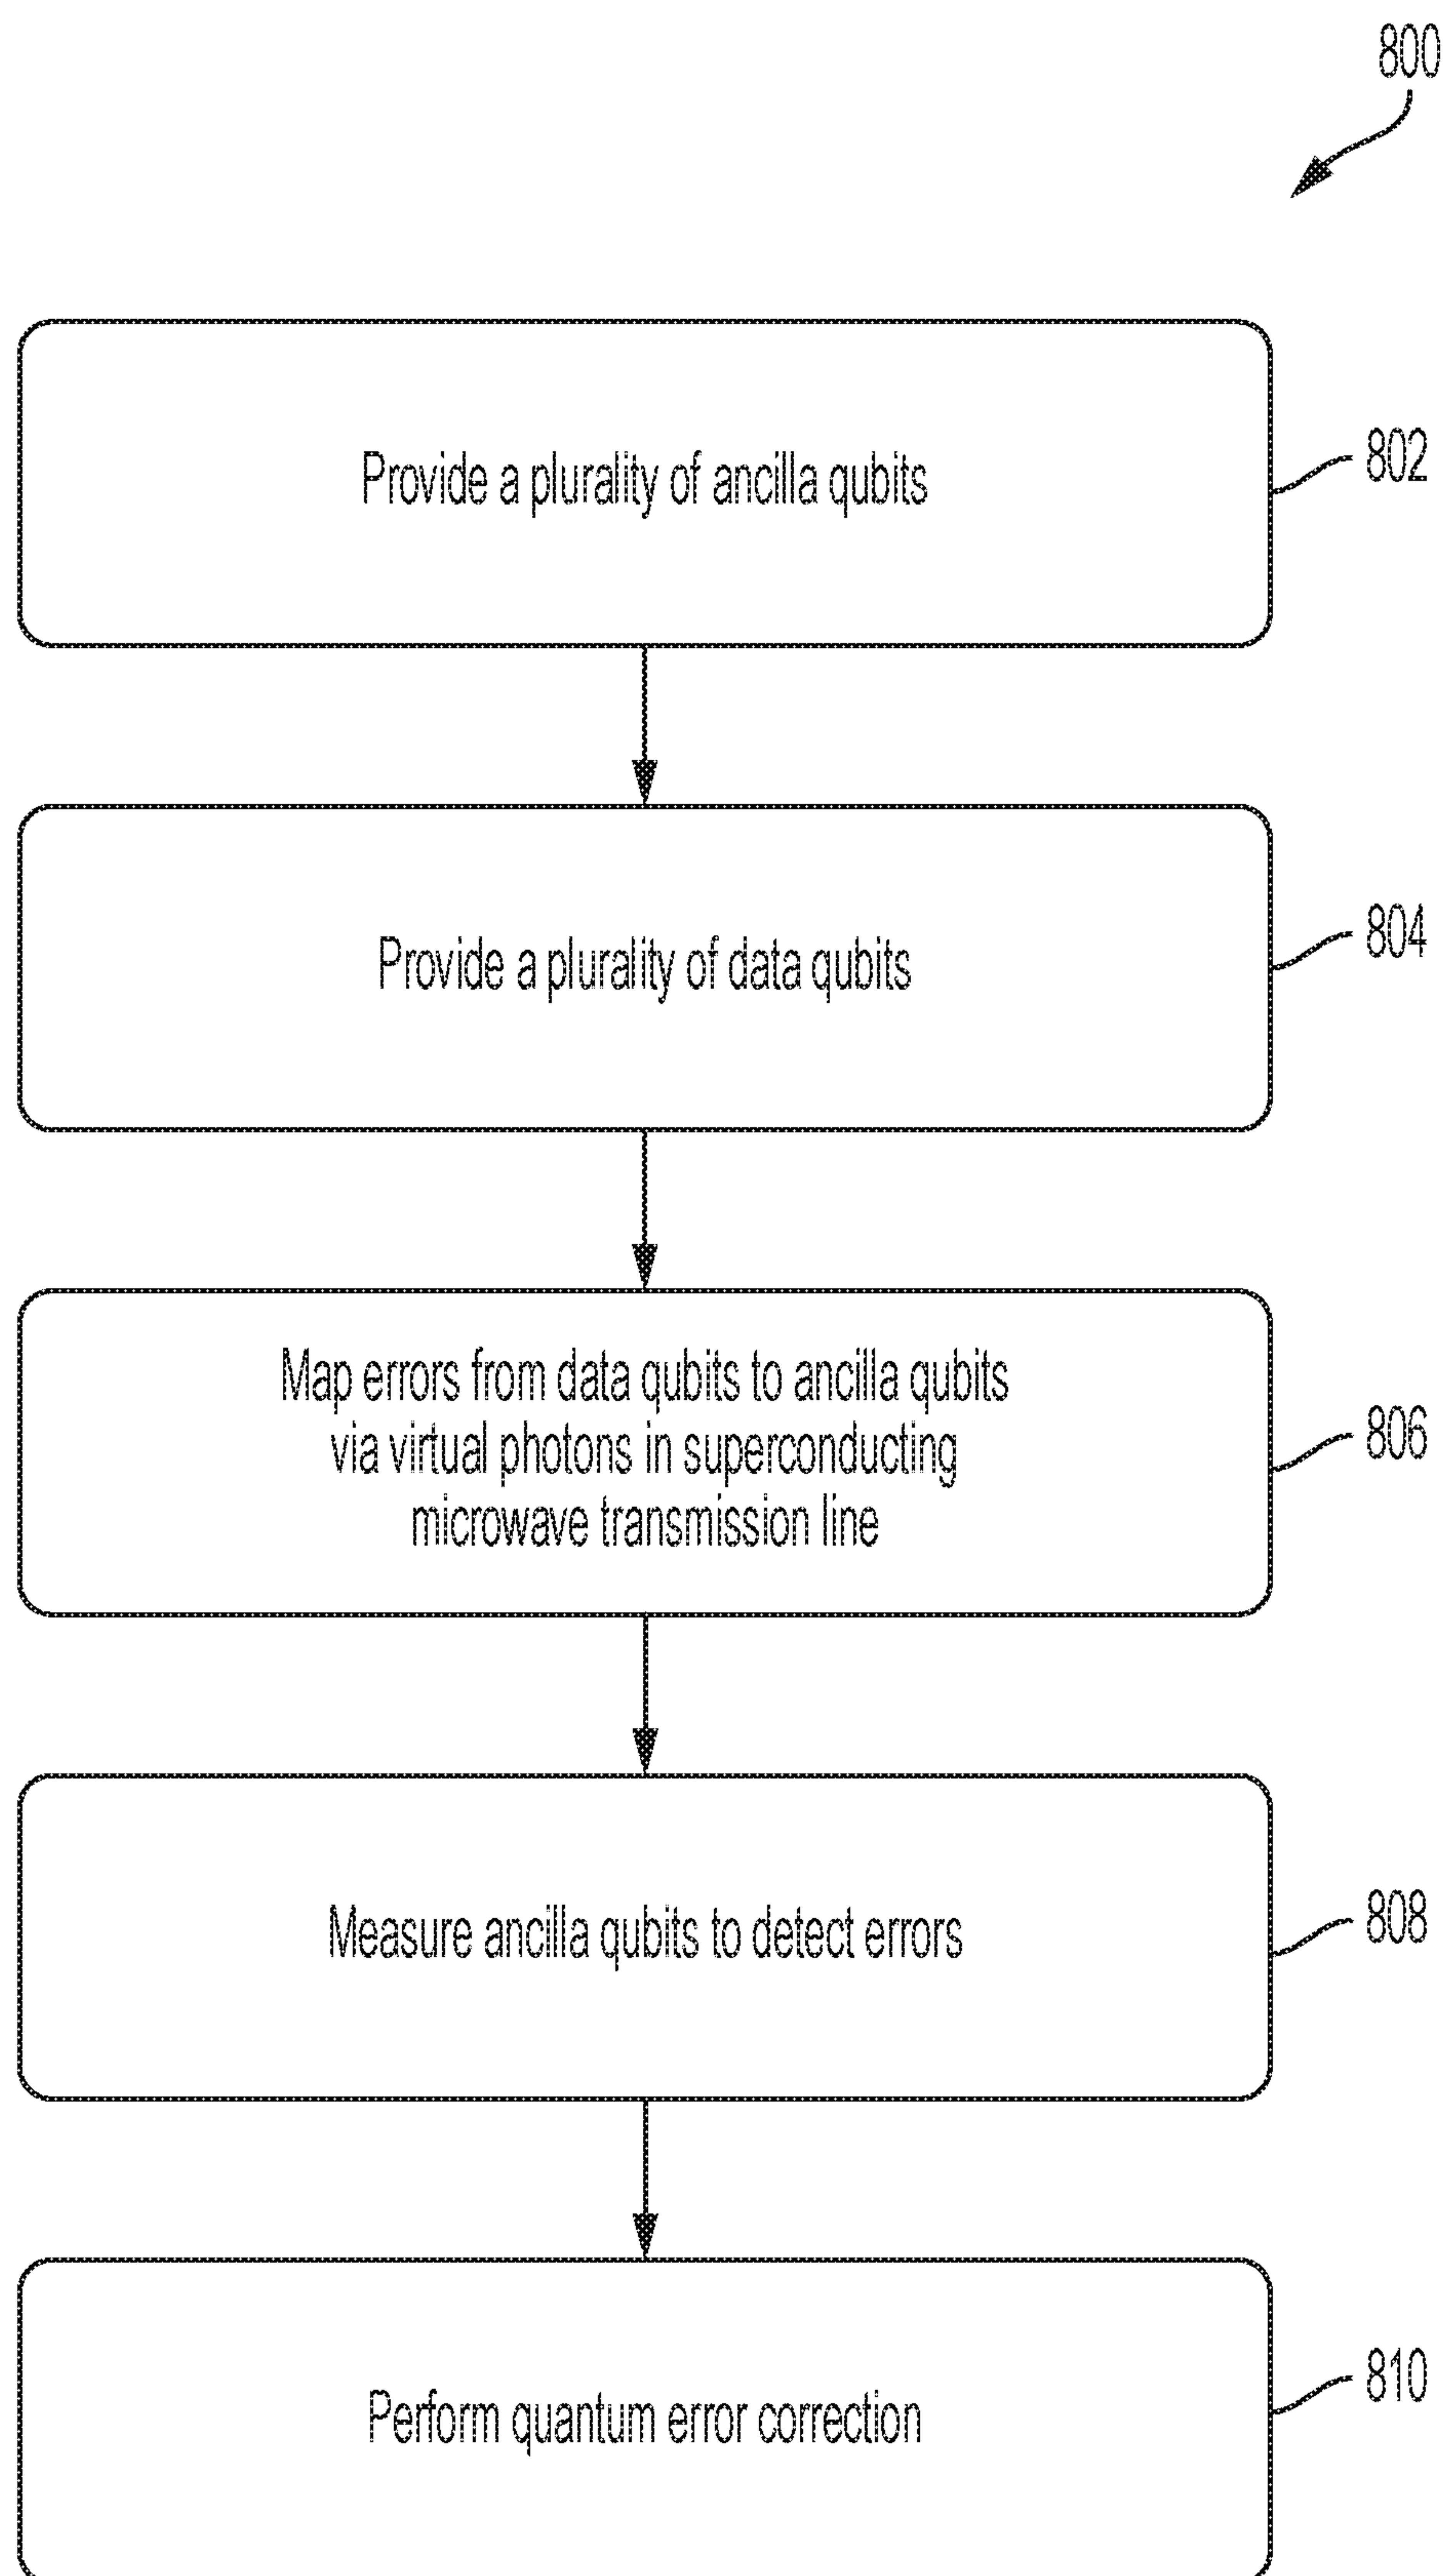 800
Provide a plurality of ancilla qubits
802
Provide a plurality of data qubits
804
Map errors from data qubits to ancilla qubits
via virtual photons in superconducting
microwave transmission line
806
Measure ancilla qubits to detect errors
808
Perform quantum error correction
810